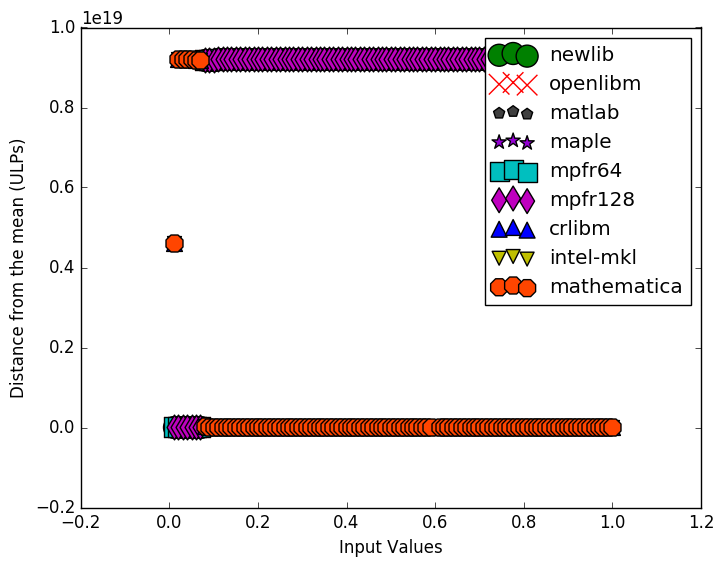 1e19
1.0
0.8
0.6
0.4
0.2
0.0
−0.2
Distance from the mean (ULPs)
newlib
openlibm
matlab
maple
mpfr64
mpfr128
crlibm
intel-mkl
mathematica
−0.2 0.0 0.2 0.4 0.6 0.8 1.0 1.2
Input Values